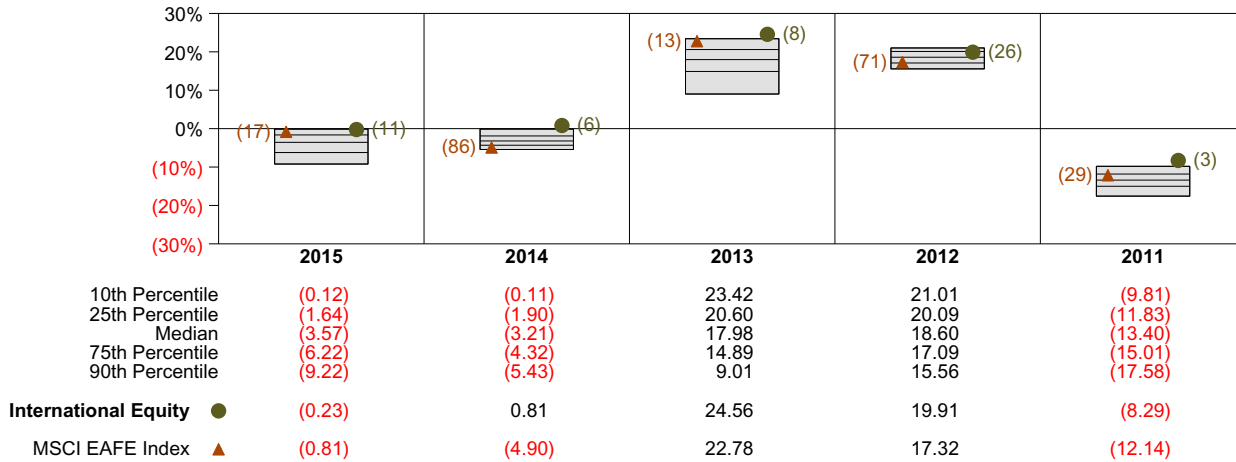 30%
20%
10%
0%
(10%)
(20%)
(30%)
(17) (11)
(86) (6)
(13) (8)
(71) (26)
(29) (3)
2015 2014 2013 2012 2011
10th Percentile (0.12) (0.11) 23.42 21.01 (9.81)
25th Percentile (1.64) (1.90) 20.60 20.09 (11.83)
Median (3.57) (3.21) 17.98 18.60 (13.40)
75th Percentile (6.22) (4.32) 14.89 17.09 (15.01)
90th Percentile (9.22) (5.43) 9.01 15.56 (17.58)
International Equity (0.23) 0.81 24.56 19.91 (8.29)
MSCI EAFE Index (0.81) (4.90) 22.78 17.32 (12.14)